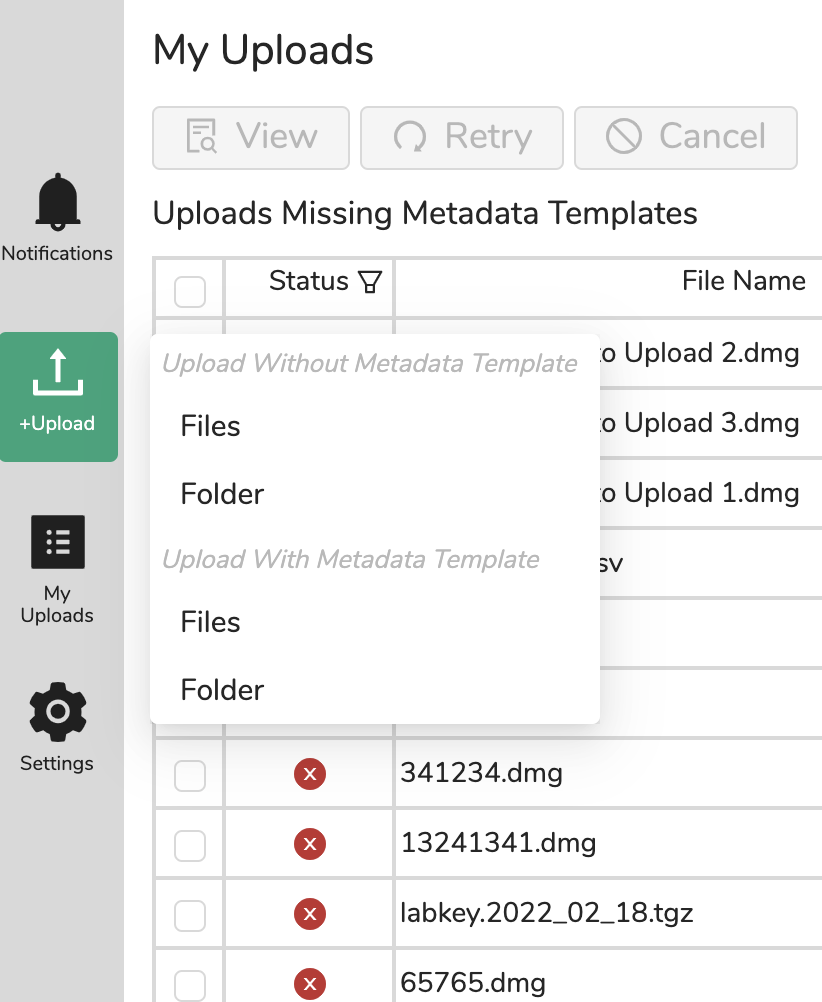 My Uploads
View
Retry
Cancel
Uploads Missing Metadata Templates
Notifications
Status
File Name
Upload Without Metadata Template
to Upload 2.dmg
+Upload
Files
to Upload 3.dmg
Folder
to Upload 1.dmg
Upload With Metadata Template
sv
My
Uploads
Files
Folder
Settings
X
341234.dmg
X
13241341.dmg
X
labkey.2022_02_18.tgz
X
65765.dmg